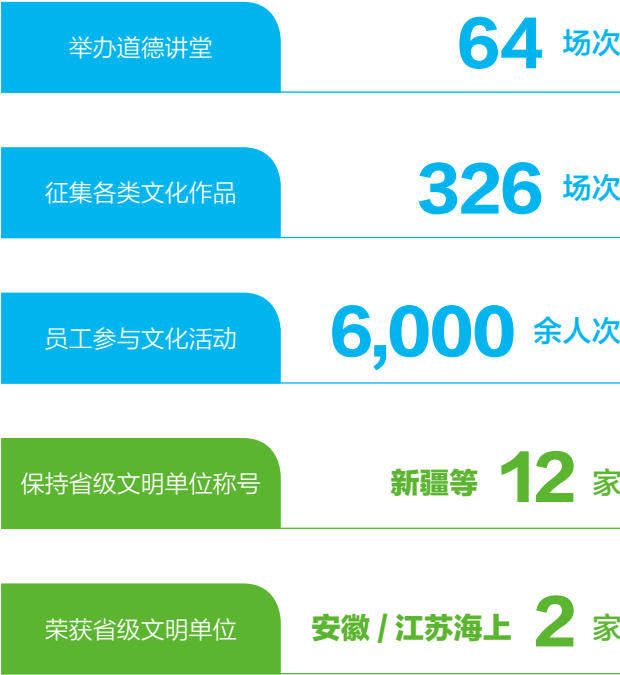 举办道德讲堂 64 场次
征集各类文化作品 326 场次
员工参与文化活动 6,000 余人次
保持省级文明单位称号 新疆等 12 家
荣获省级文明单位 安徽 / 江苏海上 2 家